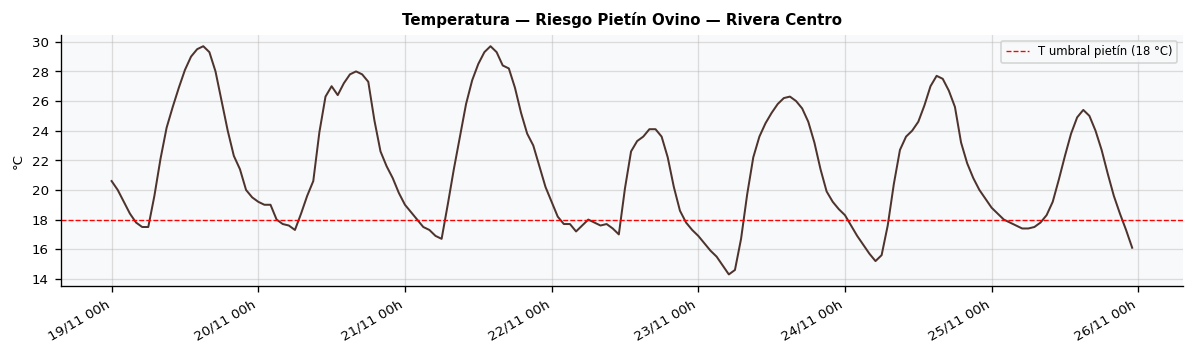 Temperatura — Riesgo Pietín Ovino — Rivera Centro
T umbral pietín (18 °C)
°C
30
28
26
24
22
20
18
16
14
19/11 00h
20/11 00h
21/11 00h
22/11 00h
23/11 00h
24/11 00h
25/11 00h
26/11 00h